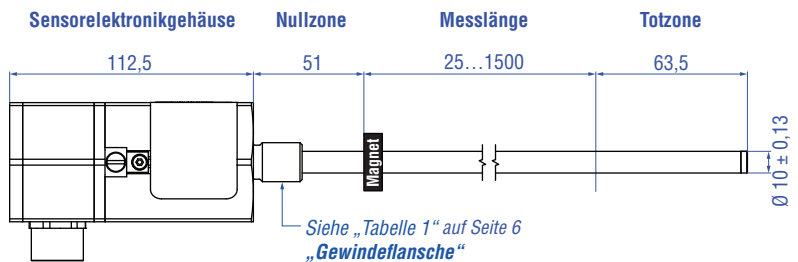 Sensorelektronikgehäuse Nullzone Messlänge Totzone
112,5 51 25…1500 63,5
Magnet
Ø 10 ± 0,13
Siehe „Tabelle 1“ auf Seite 6
„Gewindeflansche“